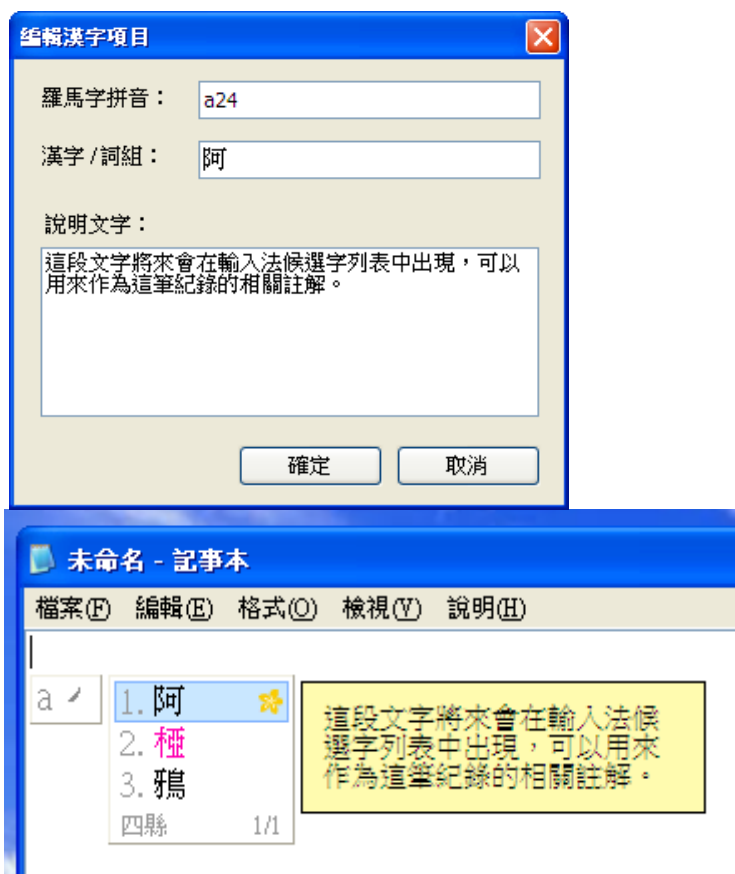 編輯漢字項目
羅馬字拼音：
a24
漢字/詞組：
阿
說明文字：
這段文字將來會在輸入法候選字列表中出現，可以
用來作為這筆紀錄的相關註解。
確定
取消
未命名 - 記事本
檔案(F) 編輯(E) 格式(O) 檢視(V) 說明(H)
aˊ
1. 阿
2. 椏
3. 鴉
四縣 1/1
這段文字將來會在輸入法候
選字列表中出現，可以用來
作為這筆紀錄的相關註解。